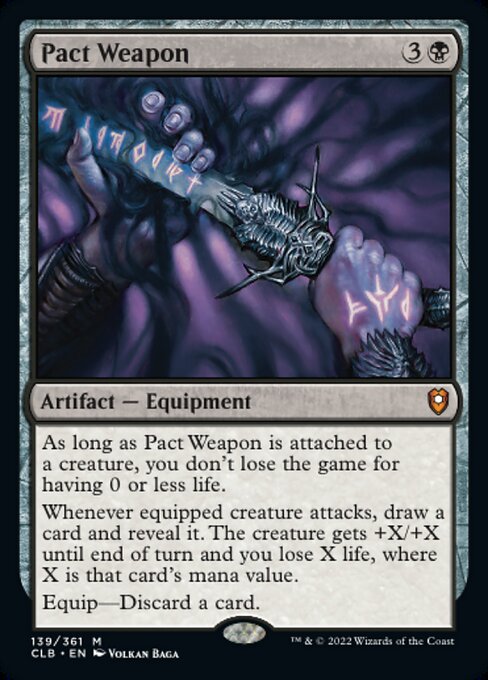 Pact Weapon 3
Artifact — Equipment
As long as Pact Weapon is attached to
a creature, you don't lose the game for
having 0 or less life.
Whenever equipped creature attacks, draw a
card and reveal it. The creature gets +X/+X
until end of turn and you lose X life, where
X is that card's mana value.
Equip—Discard a card.
139/361 M
™ & © 2022 Wizards of the Coast
CLB • EN Volkan Baga